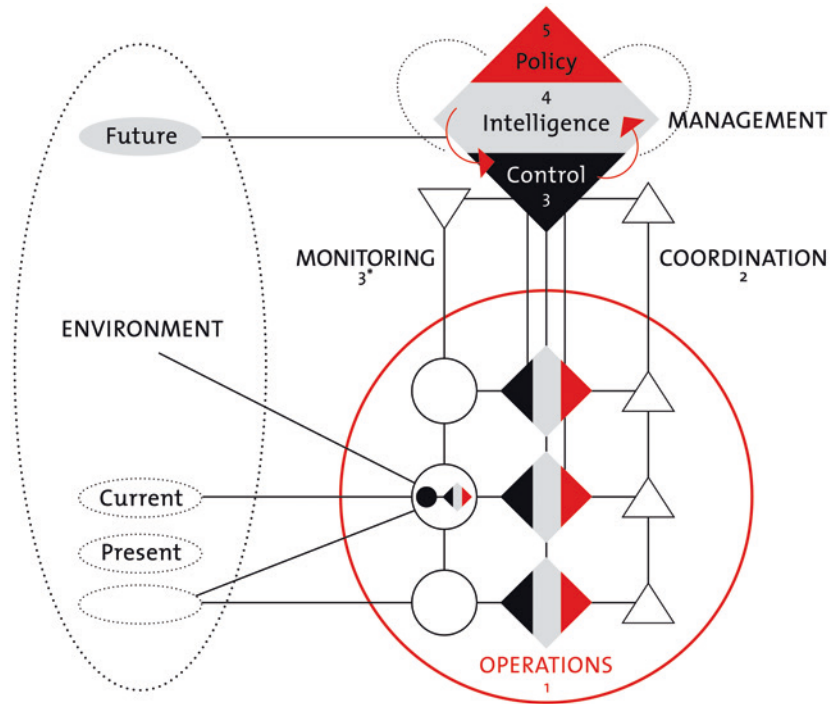 5
Policy
4
Intelligence
Control
3
Future
MANAGEMENT
MONITORING
3*
COORDINATION
2
ENVIRONMENT
Current
Present
OPERATIONS
1